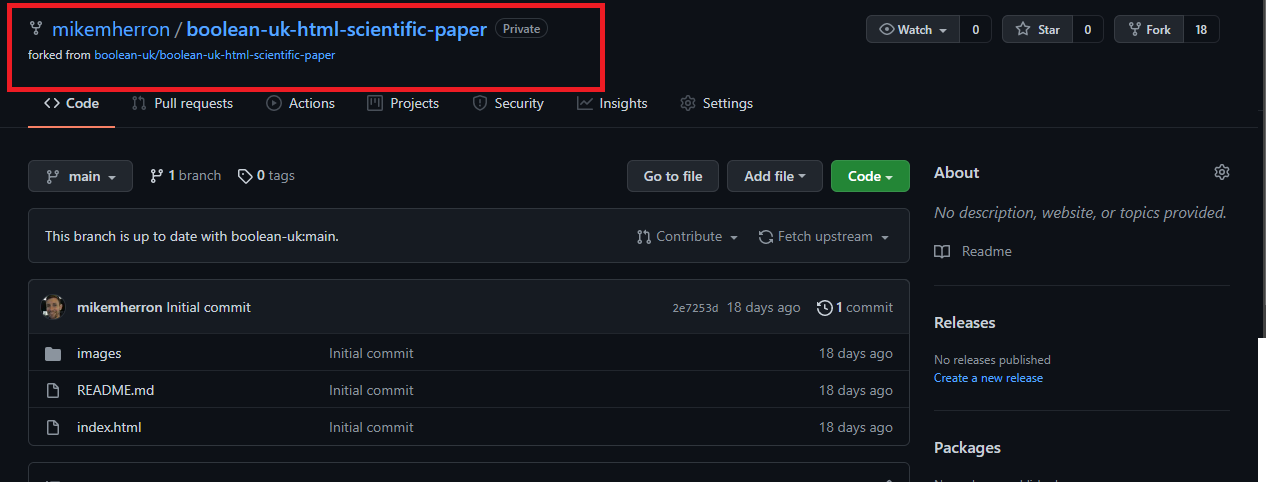 mikemherron / boolean-uk-html-scientific-paper Private
Watch 0 Star 0 Fork 18
forked from boolean-uk/boolean-uk-html-scientific-paper
Code Pull requests Actions Projects Security Insights Settings
main 1 branch 0 tags Go to file Add file Code
About
No description, website, or topics provided.
Readme
This branch is up to date with boolean-uk:main. Contribute Fetch upstream
mikemherron Initial commit 2e7253d 18 days ago 1 commit
images Initial commit 18 days ago
README.md Initial commit 18 days ago
index.html Initial commit 18 days ago
Releases
No releases published
Create a new release
Packages